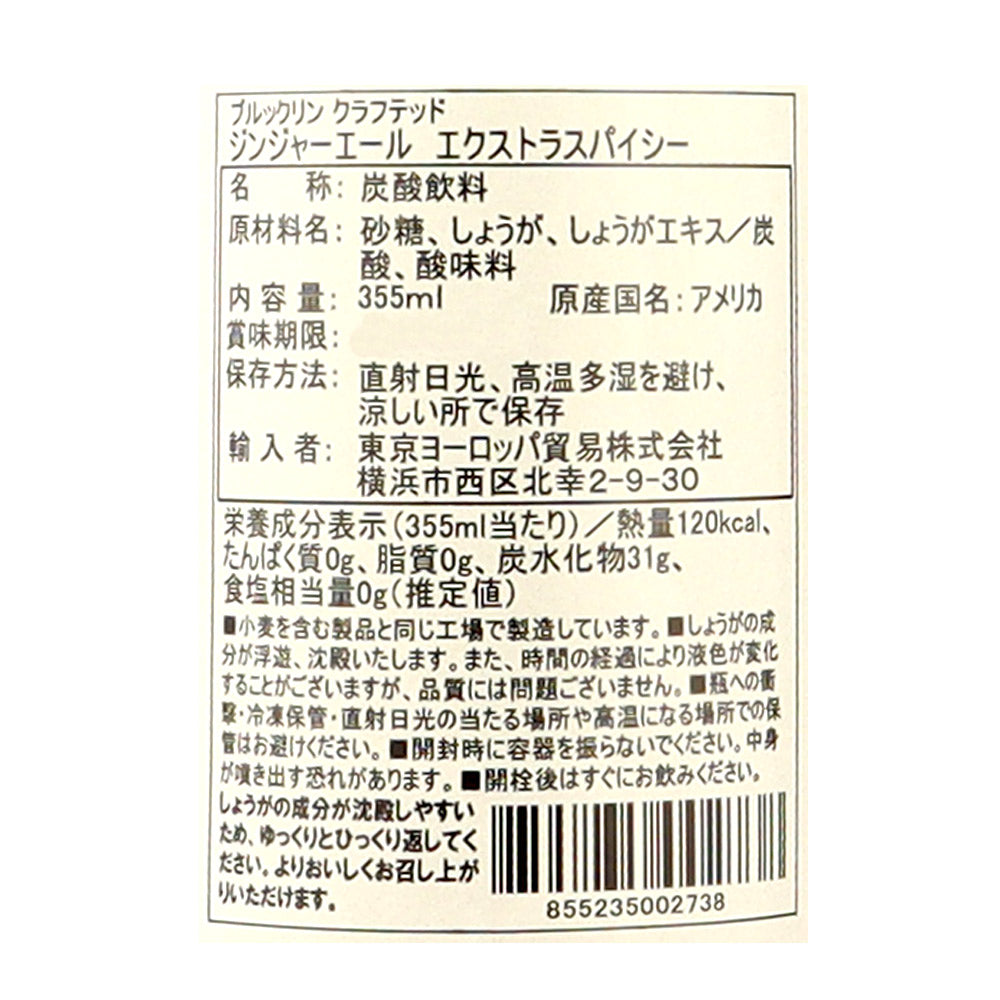 ブルックリン クラフテッド
ジンジャーエール エクストラスパイシー
名 称: 炭酸飲料
原材料名: 砂糖、しょうが、しょうがエキス／炭
酸、酸味料
内容量: 355ml 原産国名: アメリカ
賞味期限:
保存方法: 直射日光、高温多湿を避け、
涼しい所で保存
輸入者: 東京ヨーロッパ貿易株式会社
横浜市西区北幸2-9-30
栄養成分表示(355ml当たり)／熱量120kcal、
たんぱく質0g、脂質0g、炭水化物31g、
食塩相当量0g(推定値)
■小麦を含む製品と同じ工場で製造しています。■しょうがの成
分が浮遊、沈殿いたします。また、時間の経過により液色が変化
することがございますが、品質には問題ございません。■瓶への衝
撃・冷凍保管・直射日光の当たる場所や高温になる場所での保
管はお避けください。■開封時に容器を振らないでください。中身
が噴き出す恐れがあります。■開栓後はすぐにお飲みください。
しょうがの成分が沈殿しやすい
ため、ゆっくりとひっくり返してく
ださい。よりおいしくお召し上が
りいただけます。
855235002738